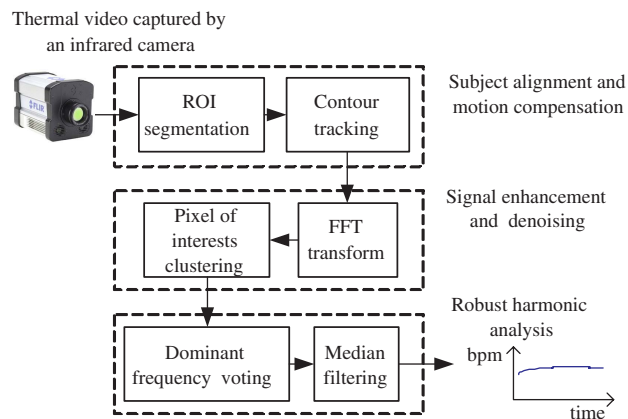 Thermal video captured by
an infrared camera
FLIR
ROI
segmentation
Contour
tracking
Subject alignment and
motion compensation
Pixel of
interests
clustering
FFT
transform
Signal enhancement
and denoising
Dominant
frequency voting
Median
filtering
Robust harmonic
analysis
bpm
time